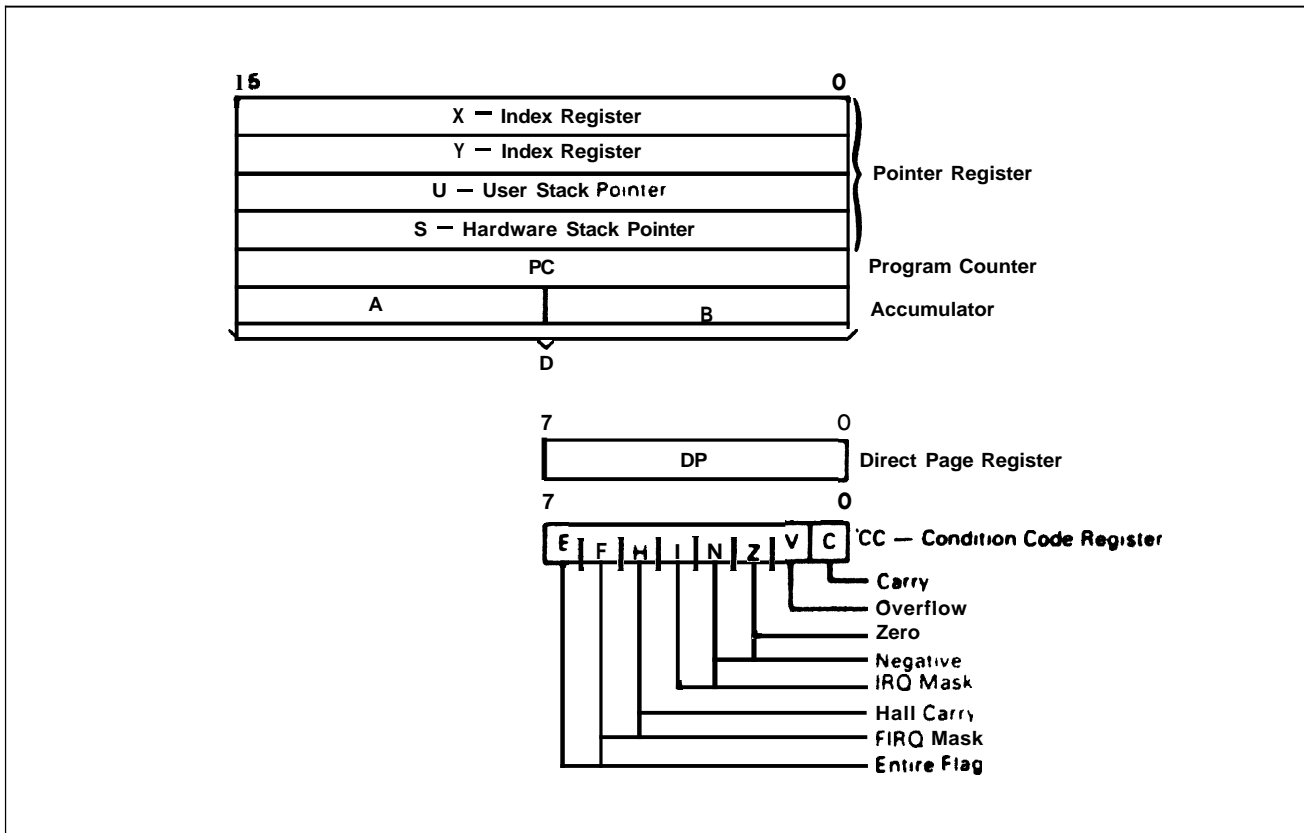 15 0
X — Index Register
Y — Index Register
U — User Stack Pointer
S — Hardware Stack Pointer
Pointer Register
PC
Program Counter
A B
Accumulator
D
7 0
DP
Direct Page Register
7 0
E F H I N Z V C
CC — Condition Code Register
Carry
Overflow
Zero
Negative
IRQ Mask
Hall Carry
FIRQ Mask
Entire Flag